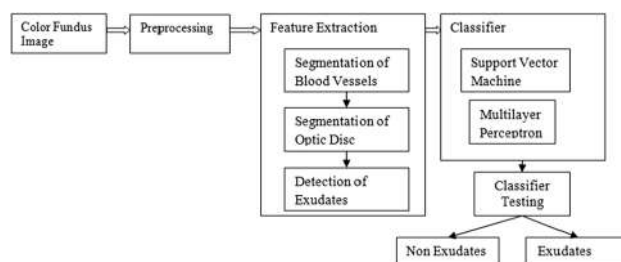 Color Fundus
Image
Preprocessing
Feature Extraction
Segmentation of
Blood Vessels
Segmentation of
Optic Disc
Detection of
Exudates
Classifier
Support Vector
Machine
Multilayer
Perceptron
Classifier
Testing
Non Exudates
Exudates